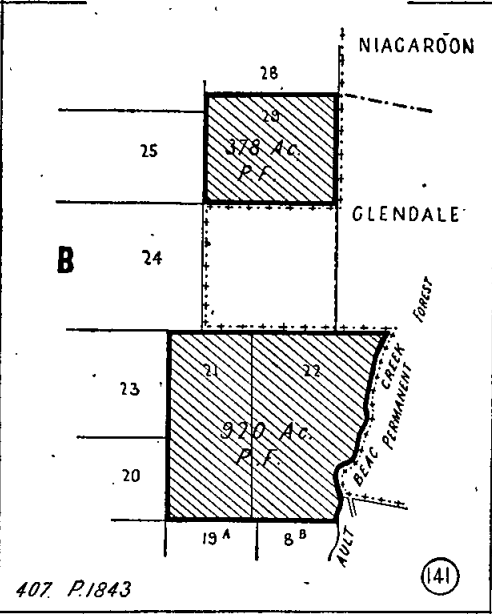 NIAGAROON
28
29
378 Ac.
P.F.
25
GLENDALE
B
24
FOREST
CREEK
21
22
23
BEAC PERMANENT
920 Ac.
P.F.
20
19 A
8 B
AULT
407. P.1843
141